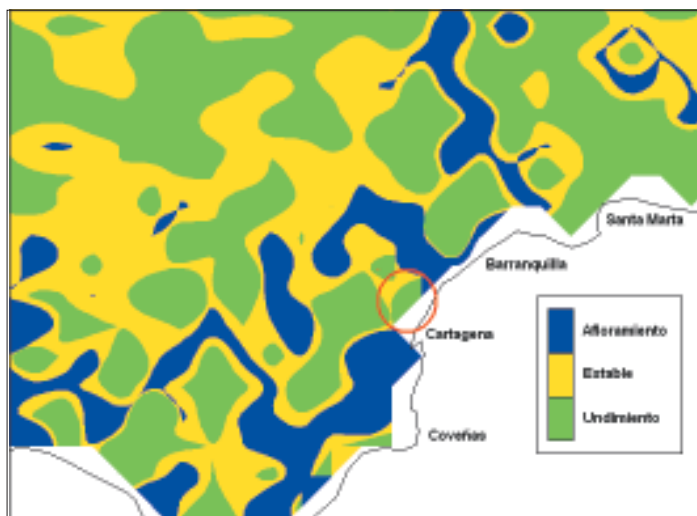 Santa Marta
Barranquilla
Cartagena
Coveñas
Afloramiento
Estable
Undimiento